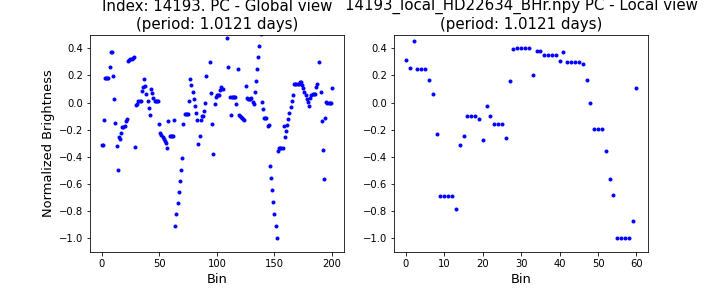 Index: 14193. PC - Global view
(period: 1.0121 days)
14193_local_HD22634_BHr.npy PC - Local view
(period: 1.0121 days)
Normalized Brightness
0.4
0.2
0.0
−0.2
−0.4
−0.6
−0.8
−1.0
0 50 100 150 200
Bin
0.4
0.2
0.0
−0.2
−0.4
−0.6
−0.8
−1.0
0 10 20 30 40 50 60
Bin